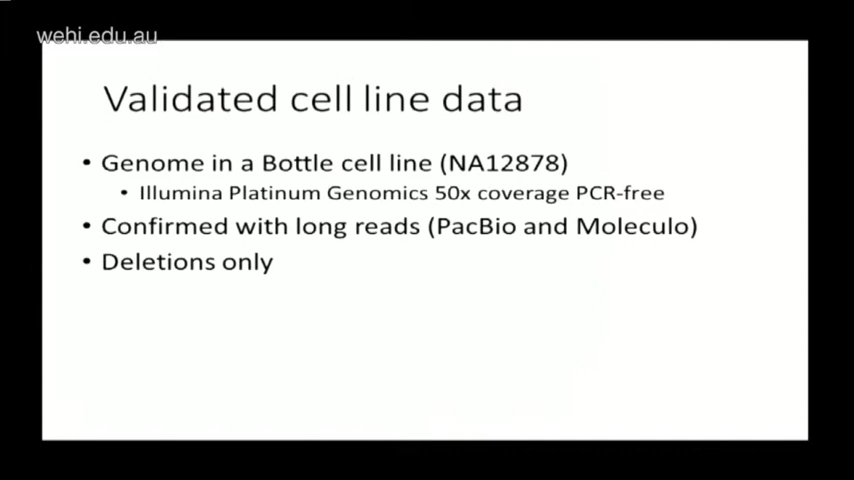 wehi.edu.au
Validated cell line data
• Genome in a Bottle cell line (NA12878)
• Illumina Platinum Genomics 50x coverage PCR-free
• Confirmed with long reads (PacBio and Moleculo)
• Deletions only